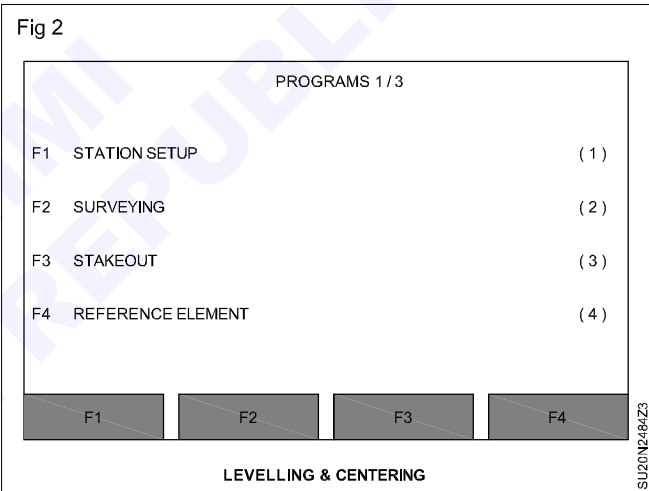 Fig 2
PROGRAMS 1/3
F1 STATION SETUP (1)
F2 SURVEYING (2)
F3 STAKEOUT (3)
F4 REFERENCE ELEMENT (4)
F1 F2 F3 F4
LEVELLING & CENTERING
SU20N2484Z3